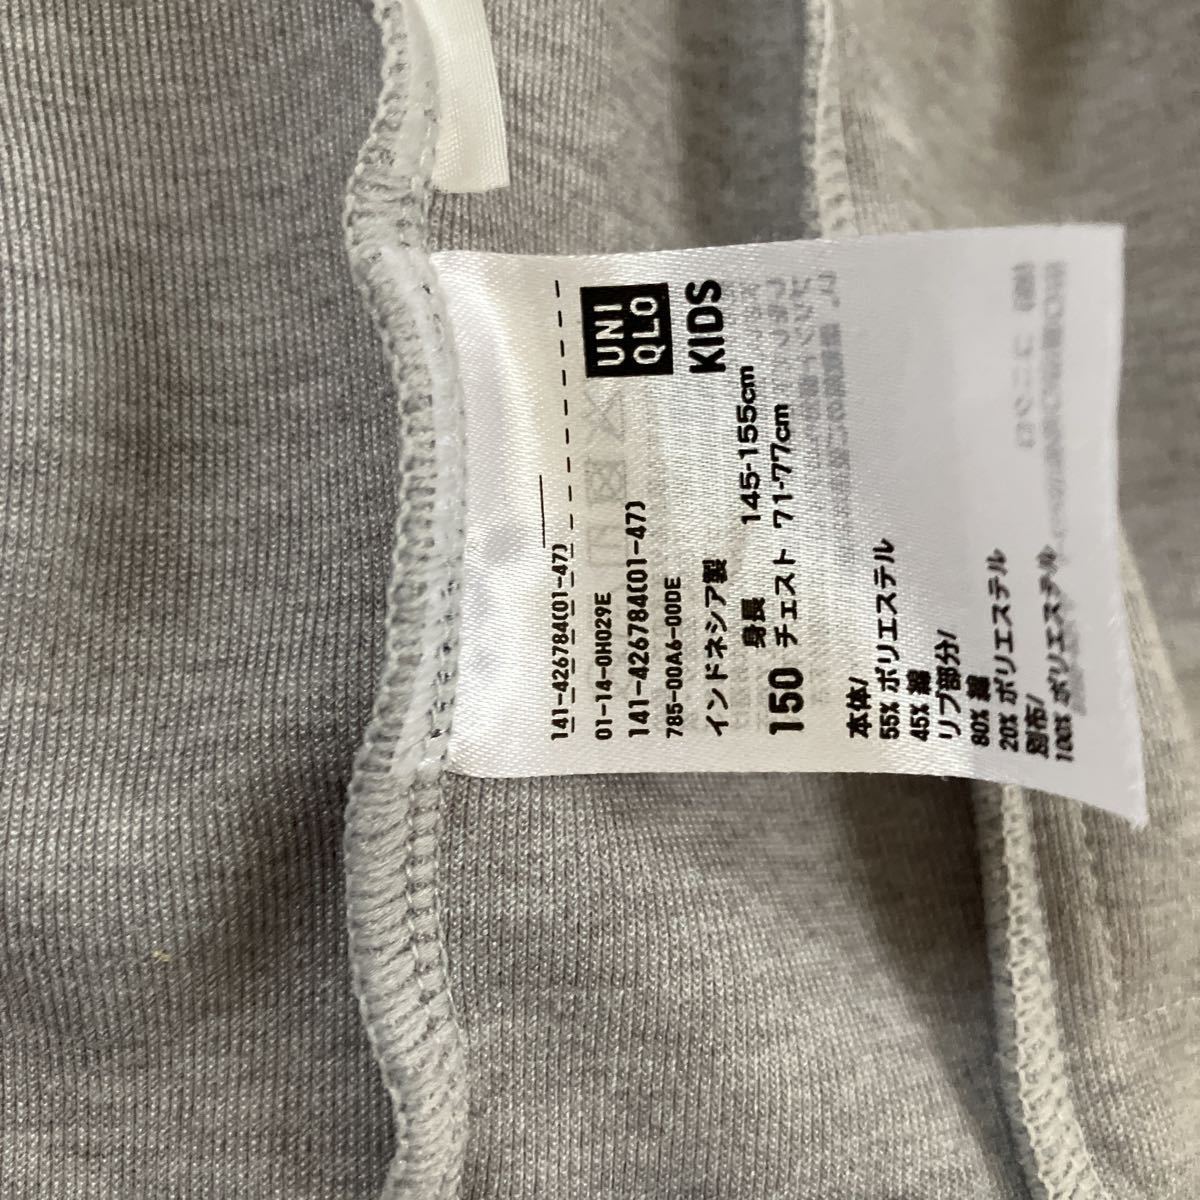 141-426784(01-47)
UNI
QLO
KIDS
01-14-0H029E
141-426784(01-47)
785-00A6-00DE
インドネシア製
身長 145-155cm
150 チェスト 71-77cm
本体/
55% ポリエステル
45% 綿
リブ部分/
80% 綿
20% ポリエステル
別布/
100% ポリエステル